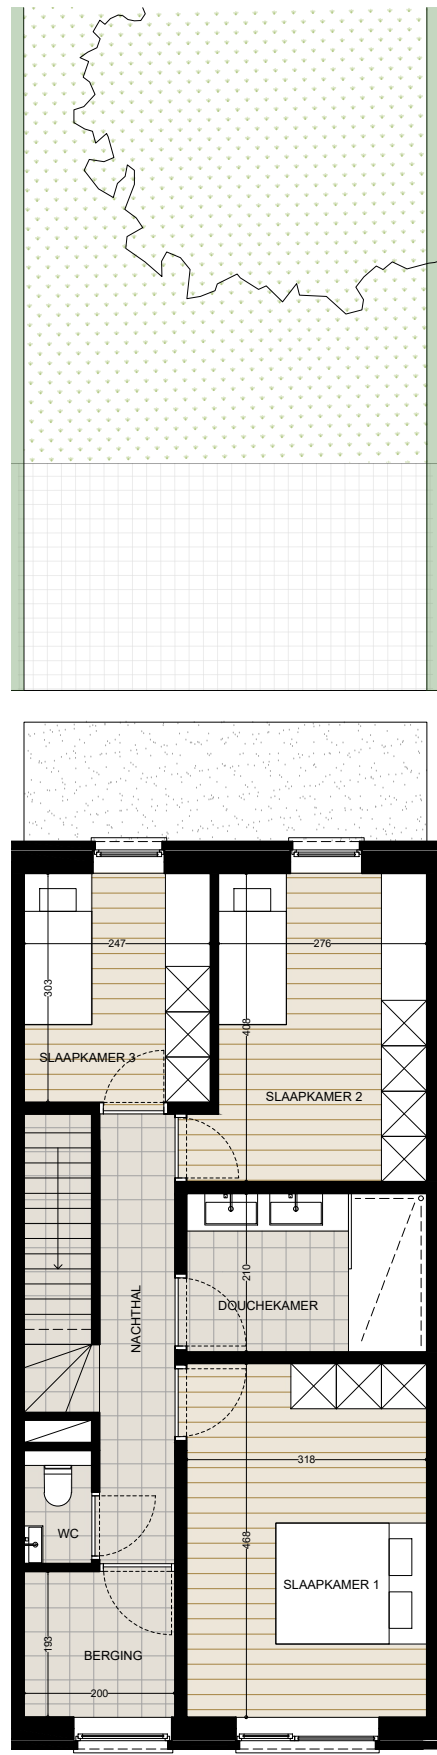 247
276
303
408
SLAAPKAMER 3
SLAAPKAMER 2
210
DOUCHEKAMER
NACHTHAL
318
468
WC
SLAAPKAMER 1
193
BERGING
200